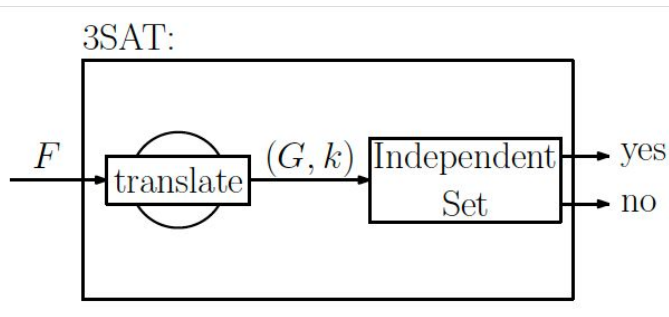 3SAT:
F
translate
(G, k)
Independent
Set
yes
no